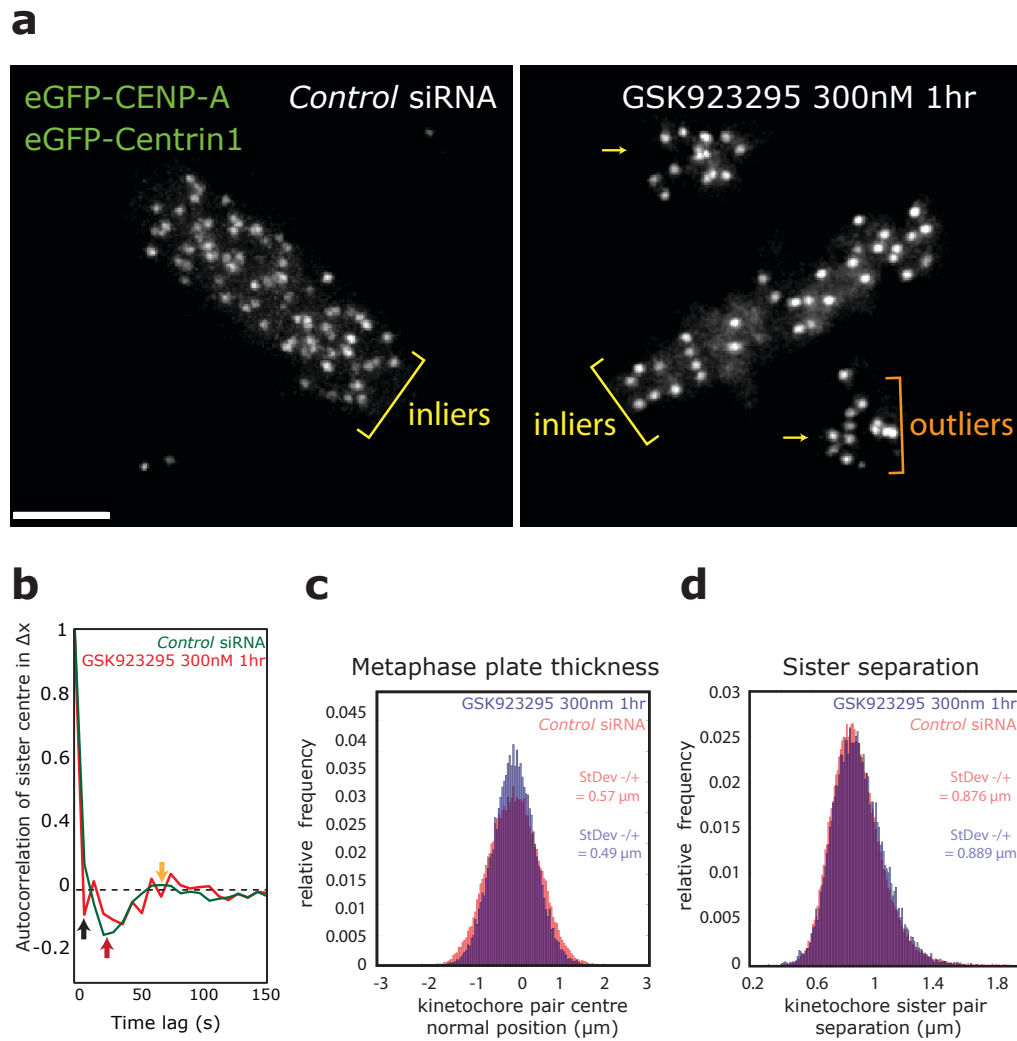 a
eGFP-CENP-A
eGFP-Centrin1
Control siRNA
inliers
GSK923295 300nM 1hr
inliers
outliers
b
Autocorrelation of sister centre in Δx
1
0.8
0.6
0.4
0
-0.2
Control siRNA
GSK923295 300nM 1hr
0 50 100 150
Time lag (s)
c
Metaphase plate thickness
relative frequency
0.045
0.04
0.035
0.03
0.025
0.02
0.015
0.01
0.005
0
GSK923295 300nm 1hr
Control siRNA
StDev -/+
= 0.57 µm
StDev -/+
= 0.49 µm
-3 -2 -1 0 1 2 3
kinetochore pair centre
normal position (µm)
d
Sister separation
relative frequency
0.03
0.025
0.02
0.015
0.01
0.005
0
GSK923295 300nm 1hr
Control siRNA
StDev -/+
= 0.876 µm
StDev -/+
= 0.889 µm
0.2 0.6 1 1.4 1.8
kinetochore sister pair
separation (µm)